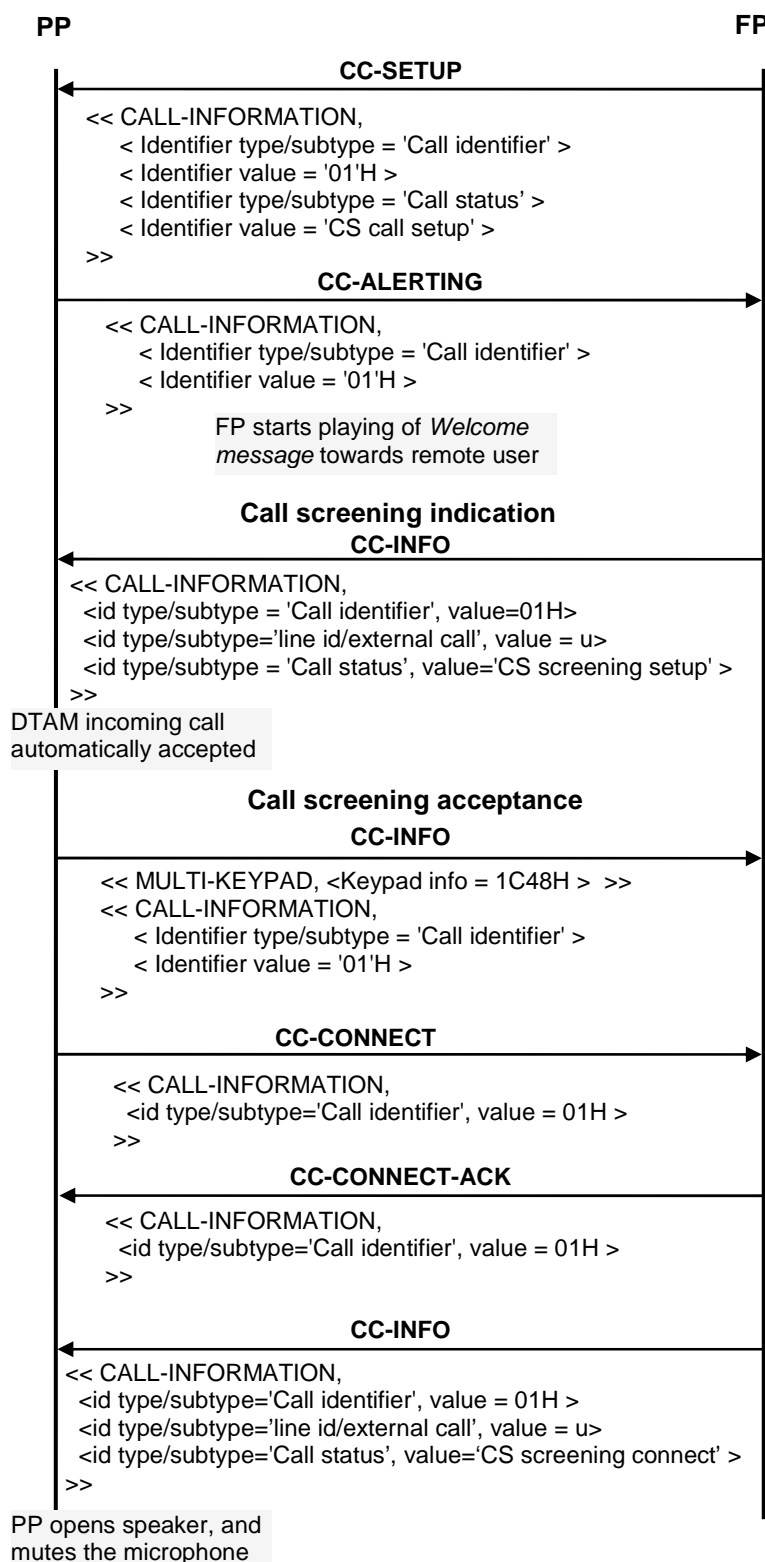 PP FP
CC-SETUP
<< CALL-INFORMATION,
< Identifier type/subtype = 'Call identifier' >
< Identifier value = '01'H >
< Identifier type/subtype = 'Call status’ >
< Identifier value = 'CS call setup' >
>>
CC-ALERTING
<< CALL-INFORMATION,
< Identifier type/subtype = 'Call identifier' >
< Identifier value = '01'H >
>>
FP starts playing of Welcome
message towards remote user
Call screening indication
CC-INFO
<< CALL-INFORMATION,
<id type/subtype = 'Call identifier', value=01H>
<id type/subtype=’line id/external call’, value = u>
<id type/subtype = 'Call status’, value='CS screening setup' >
>>
DTAM incoming call
automatically accepted
Call screening acceptance
CC-INFO
<< MULTI-KEYPAD, <Keypad info = 1C48H > >>
<< CALL-INFORMATION,
< Identifier type/subtype = 'Call identifier' >
< Identifier value = '01'H >
>>
CC-CONNECT
<< CALL-INFORMATION,
<id type/subtype='Call identifier', value = 01H >
>>
CC-CONNECT-ACK
<< CALL-INFORMATION,
<id type/subtype='Call identifier', value = 01H >
>>
CC-INFO
<< CALL-INFORMATION,
<id type/subtype='Call identifier', value = 01H >
<id type/subtype=’line id/external call’, value = u>
<id type/subtype='Call status’, value=‘CS screening connect’ >
>>
PP opens speaker, and
mutes the microphone